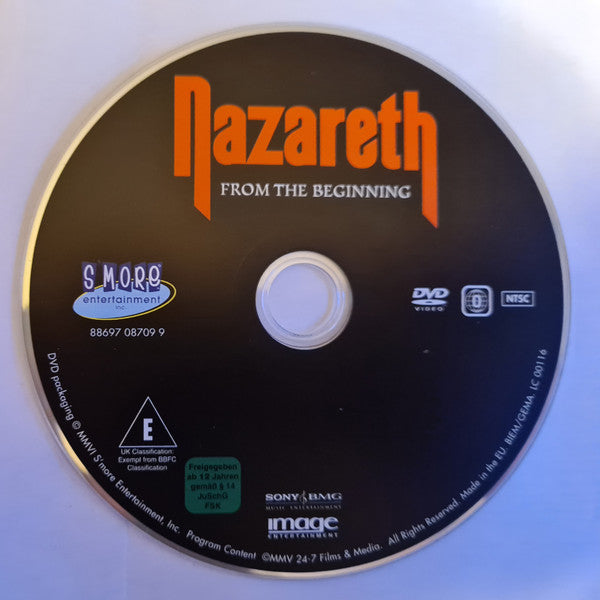 Nazareth
FROM THE BEGINNING
S'MORE
entertainment
Inc.
88697 08709 9
DVD
VIDEO
0
NTSC
E
UK Classification:
Exempt from BBFC
Classification
Freigegeben
ab 12 Jahren
gemäß § 14
JuSchG
FSK
SONY BMG
MUSIC ENTERTAINMENT
image
ENTERTAINMENT
DVD packaging © MMVI S'more Entertainment, Inc. Program Content ©MMV 24-7 Films & Media. All Rights Reserved. Made in the EU. BIEM/GEMA. LC 00116